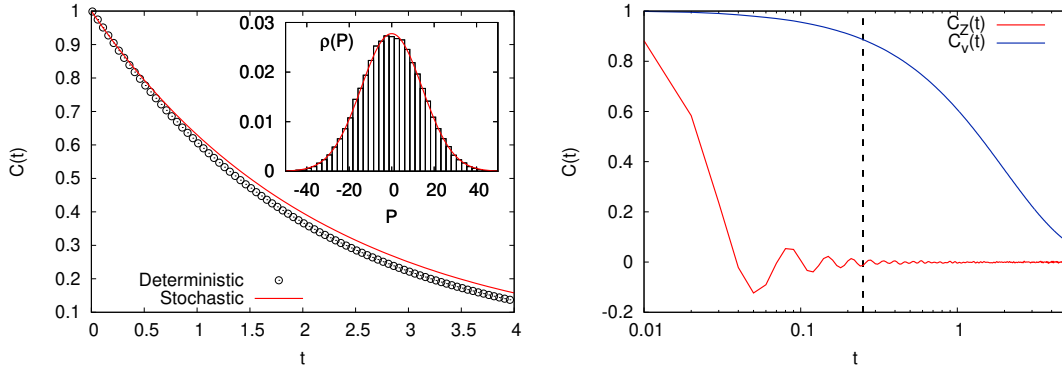 1
0.9
0.8
0.7
0.6
0.5
0.4
0.3
0.2
0.1
0 0.5 1 1.5 2 2.5 3 3.5 4
C(t)
t
Deterministic
Stochastic
0.03
0.02
0.01
0
-40 -20 0 20 40
ρ(P)
P
1
0.8
0.6
0.4
0.2
0
-0.2
0.01 0.1 1
C(t)
t
C_Z(t)
C_v(t)